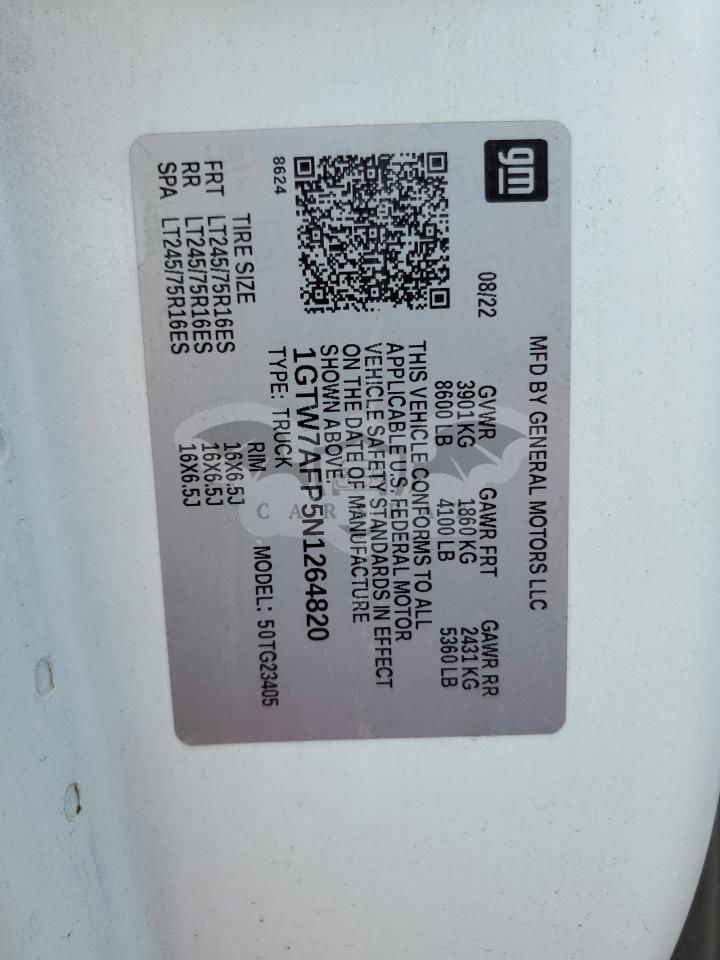 gm
MFD BY GENERAL MOTORS LLC
08/22 GVWR GAWR FRT GAWR RR
3901 KG 1860 KG 2431 KG
8600 LB 4100 LB 5360 LB
THIS VEHICLE CONFORMS TO ALL
APPLICABLE U.S. FEDERAL MOTOR
VEHICLE SAFETY STANDARDS IN EFFECT
ON THE DATE OF MANUFACTURE
SHOWN ABOVE.
1GTW7AFP5N1264820
8624 TYPE: TRUCK MODEL: 50TG23405
TIRE SIZE RIM
FRT LT245/75R16ES 16X6.5J
RR LT245/75R16ES 16X6.5J
SPA LT245/75R16ES 16X6.5J